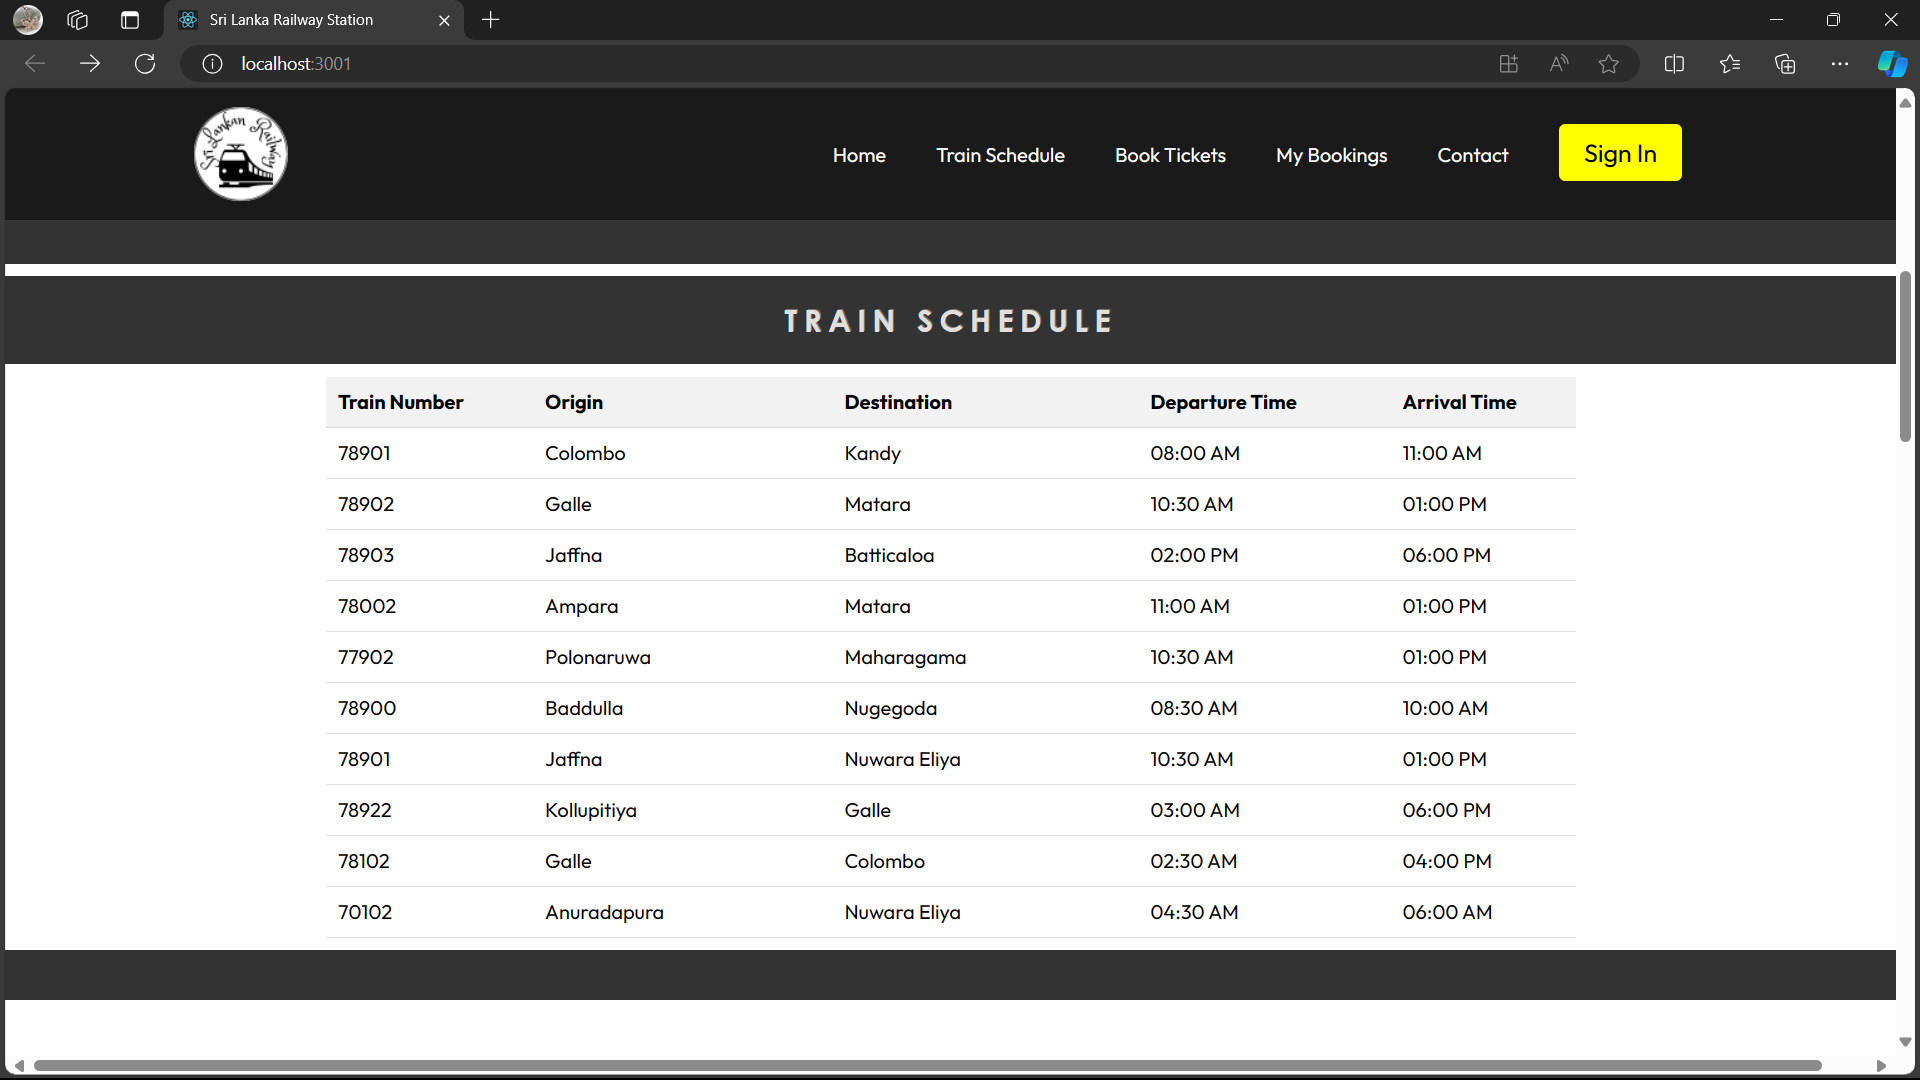 Sri Lanka Railway Station
localhost:3001
Sri Lankan Railway
Home Train Schedule Book Tickets My Bookings Contact Sign In
TRAIN SCHEDULE
Train Number Origin Destination Departure Time Arrival Time
78901 Colombo Kandy 08:00 AM 11:00 AM
78902 Galle Matara 10:30 AM 01:00 PM
78903 Jaffna Batticaloa 02:00 PM 06:00 PM
78002 Ampara Matara 11:00 AM 01:00 PM
77902 Polonaruwa Maharagama 10:30 AM 01:00 PM
78900 Baddulla Nugegoda 08:30 AM 10:00 AM
78901 Jaffna Nuwara Eliya 10:30 AM 01:00 PM
78922 Kollupitiya Galle 03:00 AM 06:00 PM
78102 Galle Colombo 02:30 AM 04:00 PM
70102 Anuradapura Nuwara Eliya 04:30 AM 06:00 AM